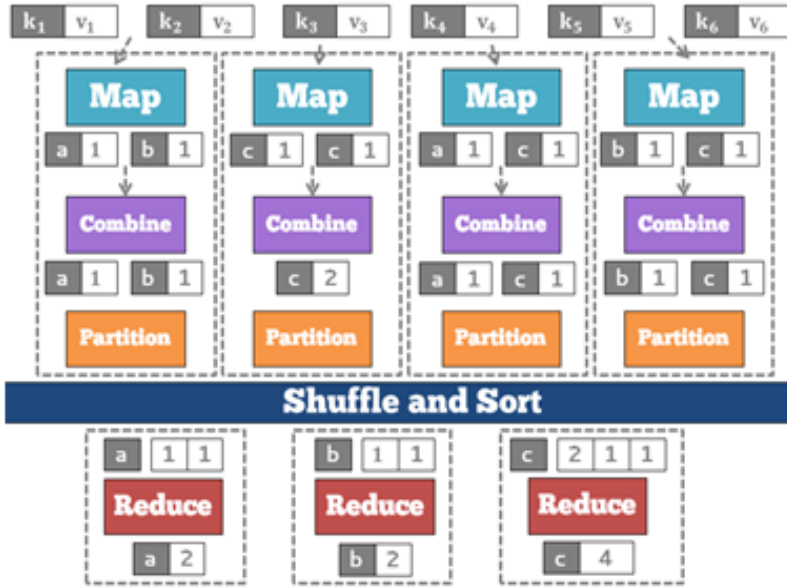 k1 v1 k2 v2 k3 v3 k4 v4 k5 v5 k6 v6
Map Map Map Map
a 1 b 1 c 1 c 1 a 1 c 1 b 1 c 1
Combine Combine Combine Combine
a 1 b 1 c 2 a 1 c 1 b 1 c 1
Partition Partition Partition Partition
Shuffle and Sort
a 1 1 b 1 1 c 2 1 1
Reduce Reduce Reduce
a 2 b 2 c 4